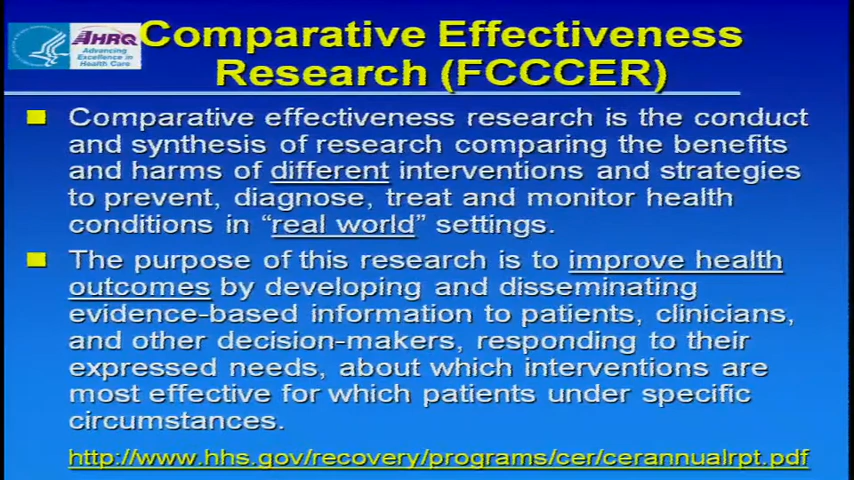 AHRQ
Advancing
Excellence in
Health Care
Comparative Effectiveness
Research (FCCCER)
Comparative effectiveness research is the conduct
and synthesis of research comparing the benefits
and harms of different interventions and strategies
to prevent, diagnose, treat and monitor health
conditions in “real world” settings.
The purpose of this research is to improve health
outcomes by developing and disseminating
evidence-based information to patients, clinicians,
and other decision-makers, responding to their
expressed needs, about which interventions are
most effective for which patients under specific
circumstances.
http://www.hhs.gov/recovery/programs/cer/cerannualrpt.pdf